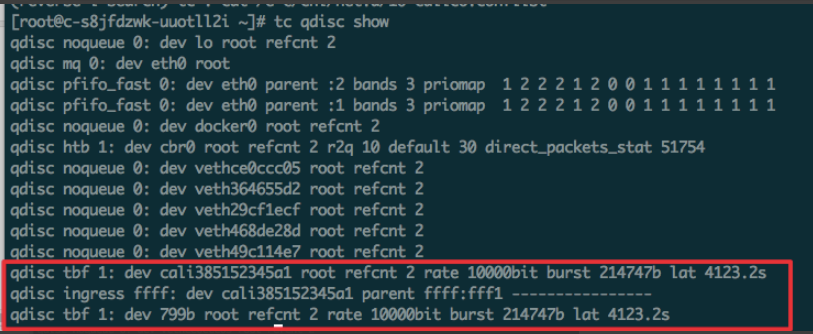 [root@c-s8jfdzwk-uuotll2i ~]# tc qdisc show
qdisc noqueue 0: dev lo root refcnt 2
qdisc mq 0: dev eth0 root
qdisc pfifo_fast 0: dev eth0 parent :2 bands 3 priomap  1 2 2 2 1 2 0 0 1 1 1 1 1 1 1 1
qdisc pfifo_fast 0: dev eth0 parent :1 bands 3 priomap  1 2 2 2 1 2 0 0 1 1 1 1 1 1 1 1
qdisc noqueue 0: dev docker0 root refcnt 2
qdisc htb 1: dev cbr0 root refcnt 2 r2q 10 default 30 direct_packets_stat 51754
qdisc noqueue 0: dev vethce0ccc05 root refcnt 2
qdisc noqueue 0: dev veth364655d2 root refcnt 2
qdisc noqueue 0: dev veth29cf1ecf root refcnt 2
qdisc noqueue 0: dev veth468de28d root refcnt 2
qdisc noqueue 0: dev veth49c114e7 root refcnt 2
qdisc tbf 1: dev cali385152345a1 root refcnt 2 rate 10000bit burst 214747b lat 4123.2s
qdisc ingress ffff: dev cali385152345a1 parent ffff:fff1 ----------------
qdisc tbf 1: dev 799b root refcnt 2 rate 10000bit burst 214747b lat 4123.2s